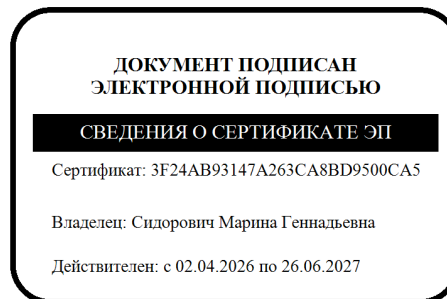 ДОКУМЕНТ ПОДПИСАН
ЭЛЕКТРОННОЙ ПОДПИСЬЮ
СВЕДЕНИЯ О СЕРТИФИКАТЕ ЭП
Сертификат: 3F24AB93147A263CA8BD9500CA5
Владелец: Сидорович Марина Геннадьевна
Действителен: с 02.04.2026 по 26.06.2027